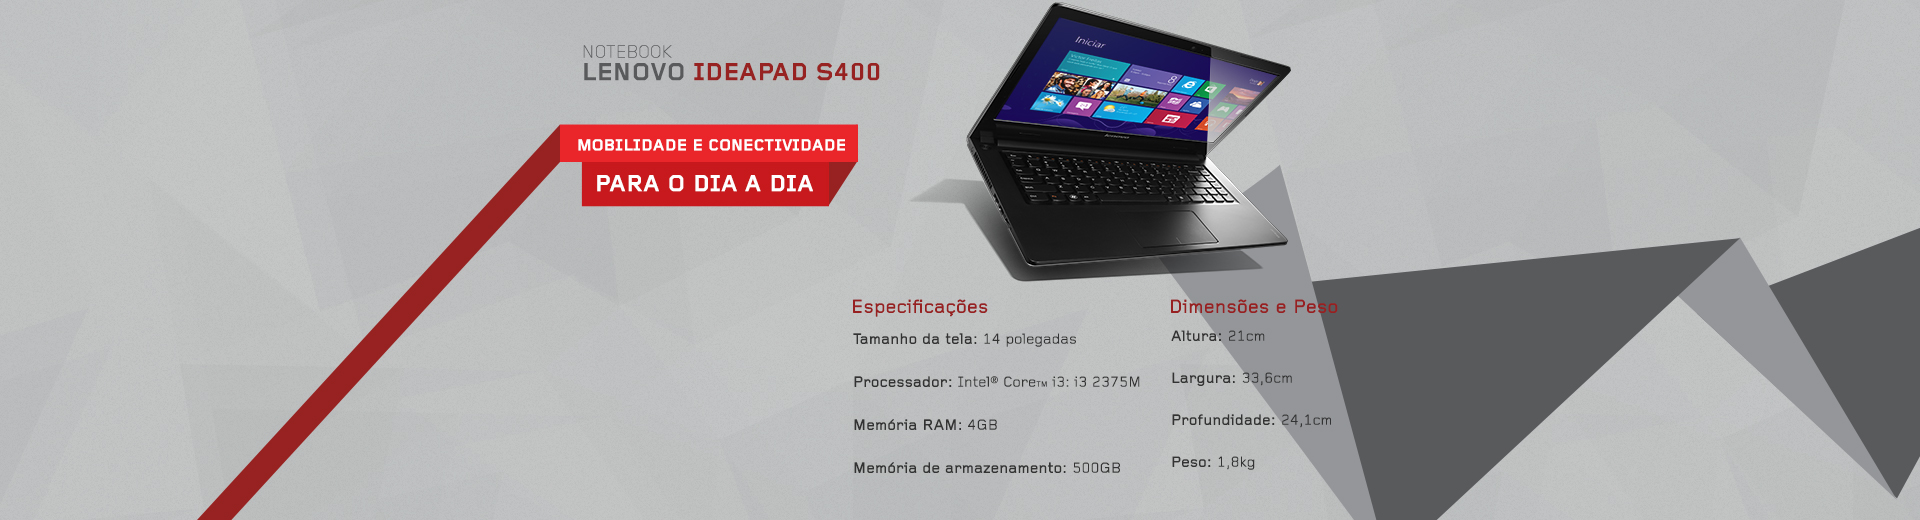 NOTEBOOK
LENOVO IDEAPAD S400
MOBILIDADE E CONECTIVIDADE
PARA O DIA A DIA
Iniciar
Especificações
Tamanho da tela: 14 polegadas
Processador: Intel® Core™ i3: i3 2375M
Memória RAM: 4GB
Memória de armazenamento: 500GB
Dimensões e Peso
Altura: 21cm
Largura: 33,6cm
Profundidade: 24,1cm
Peso: 1,8kg